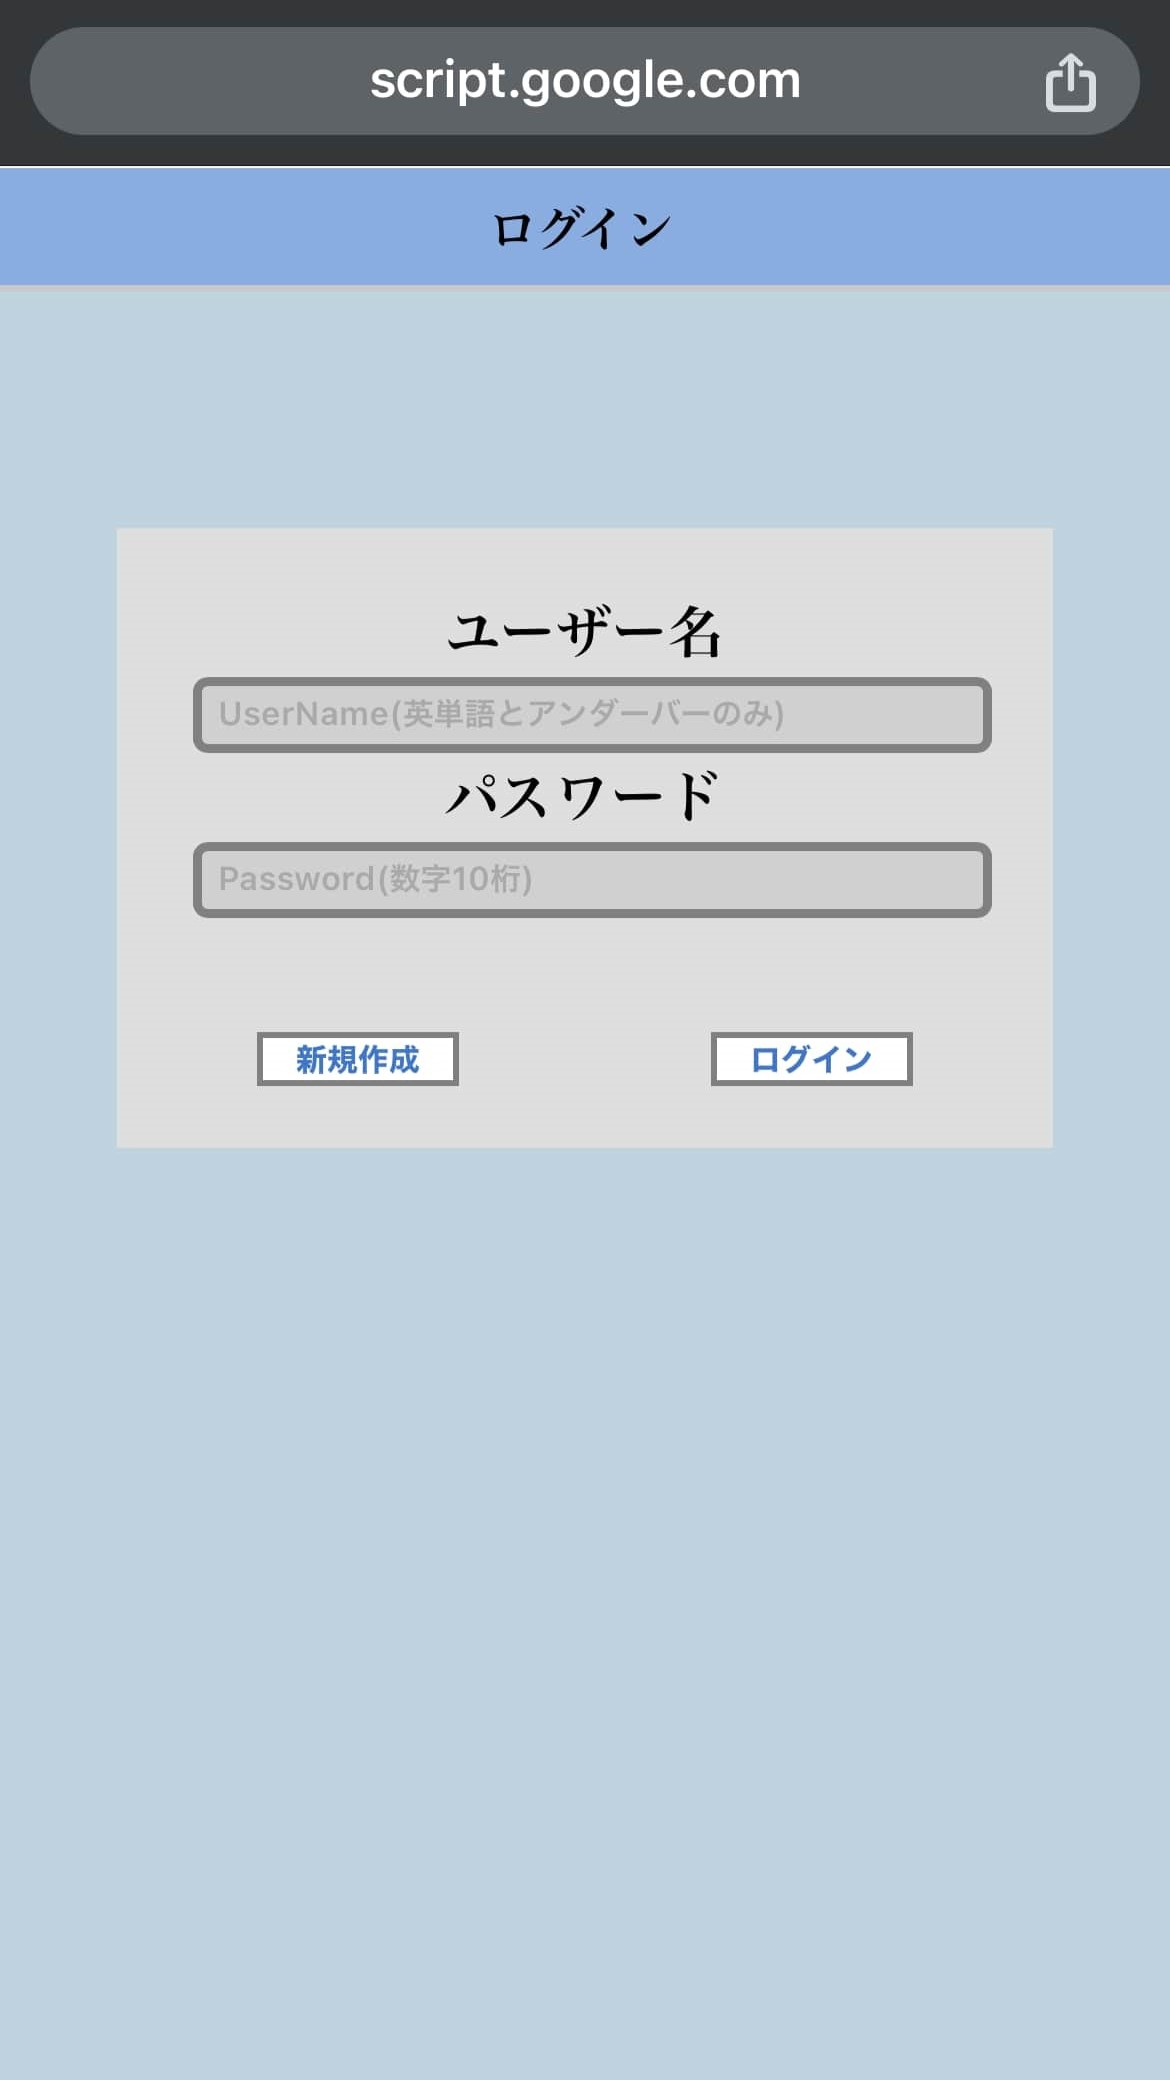 script.google.com
ログイン
ユーザー名
UserName(英単語とアンダーバーのみ)
パスワード
Password(数字10桁)
新規作成
ログイン